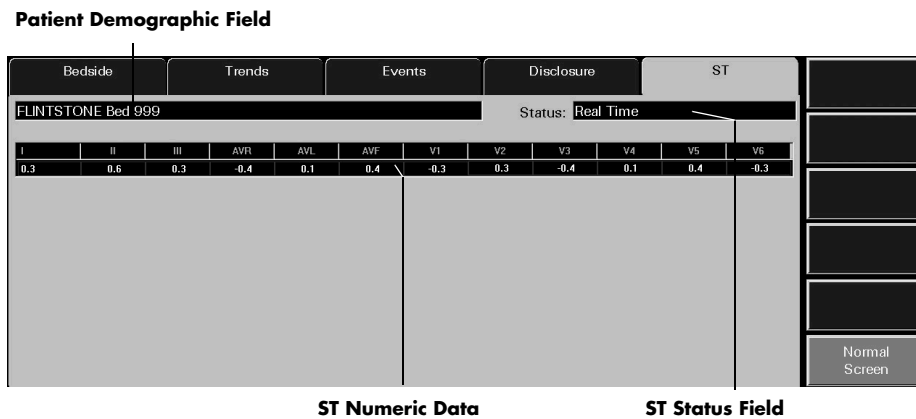 Patient Demographic Field
Bedside Trends Events Disclosure ST
FLINTSTONE Bed 999 Status: Real Time
I II III AVR AVL AVF V1 V2 V3 V4 V5 V6
0.3 0.6 0.3 -0.4 0.1 0.4 -0.3 0.3 -0.4 0.1 0.4 -0.3
Normal
Screen
ST Numeric Data ST Status Field